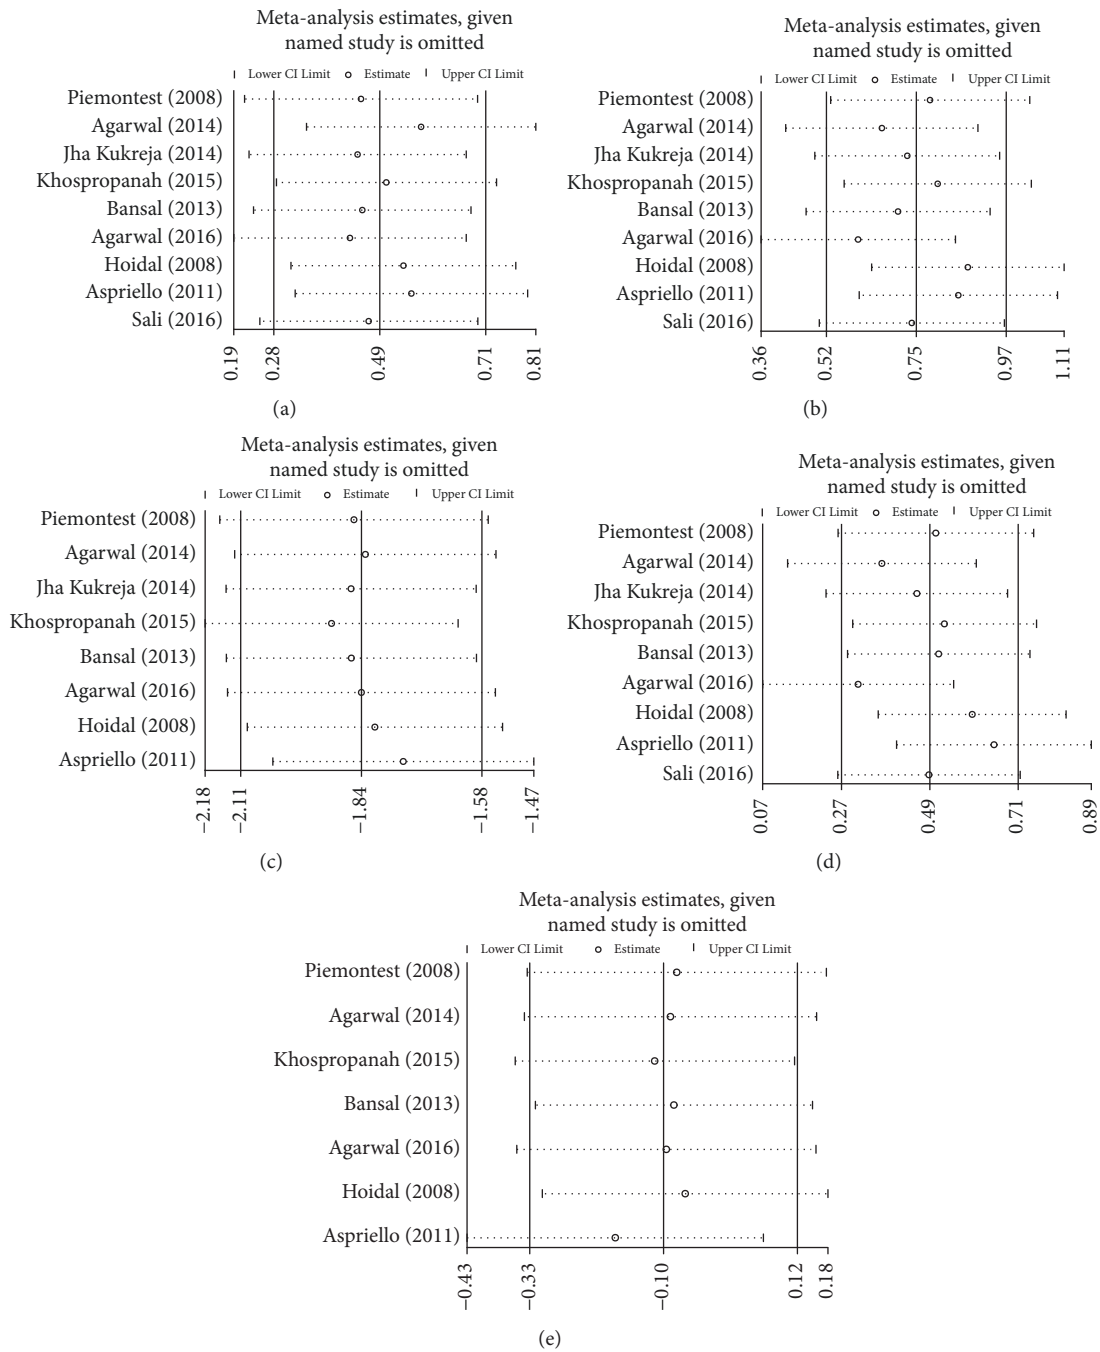 Meta-analysis estimates, given
named study is omitted
Lower CI Limit Estimate Upper CI Limit
Piemontest (2008)
Agarwal (2014)
Jha Kukreja (2014)
Khospropanah (2015)
Bansal (2013)
Agarwal (2016)
Hoidal (2008)
Aspriello (2011)
Sali (2016)
0.19 0.28 0.49 0.71 0.81
(a)
Meta-analysis estimates, given
named study is omitted
Lower CI Limit Estimate Upper CI Limit
Piemontest (2008)
Agarwal (2014)
Jha Kukreja (2014)
Khospropanah (2015)
Bansal (2013)
Agarwal (2016)
Hoidal (2008)
Aspriello (2011)
Sali (2016)
0.36 0.52 0.75 0.97 1.11
(b)
Meta-analysis estimates, given
named study is omitted
Lower CI Limit Estimate Upper CI Limit
Piemontest (2008)
Agarwal (2014)
Jha Kukreja (2014)
Khospropanah (2015)
Bansal (2013)
Agarwal (2016)
Hoidal (2008)
Aspriello (2011)
−2.18 −2.11 −1.84 −1.58 −1.47
(c)
Meta-analysis estimates, given
named study is omitted
Lower CI Limit Estimate Upper CI Limit
Piemontest (2008)
Agarwal (2014)
Jha Kukreja (2014)
Khospropanah (2015)
Bansal (2013)
Agarwal (2016)
Hoidal (2008)
Aspriello (2011)
Sali (2016)
0.07 0.27 0.49 0.71 0.89
(d)
Meta-analysis estimates, given
named study is omitted
Lower CI Limit Estimate Upper CI Limit
Piemontest (2008)
Agarwal (2014)
Khospropanah (2015)
Bansal (2013)
Agarwal (2016)
Hoidal (2008)
Aspriello (2011)
−0.43 −0.33 −0.10 0.12 0.18
(e)